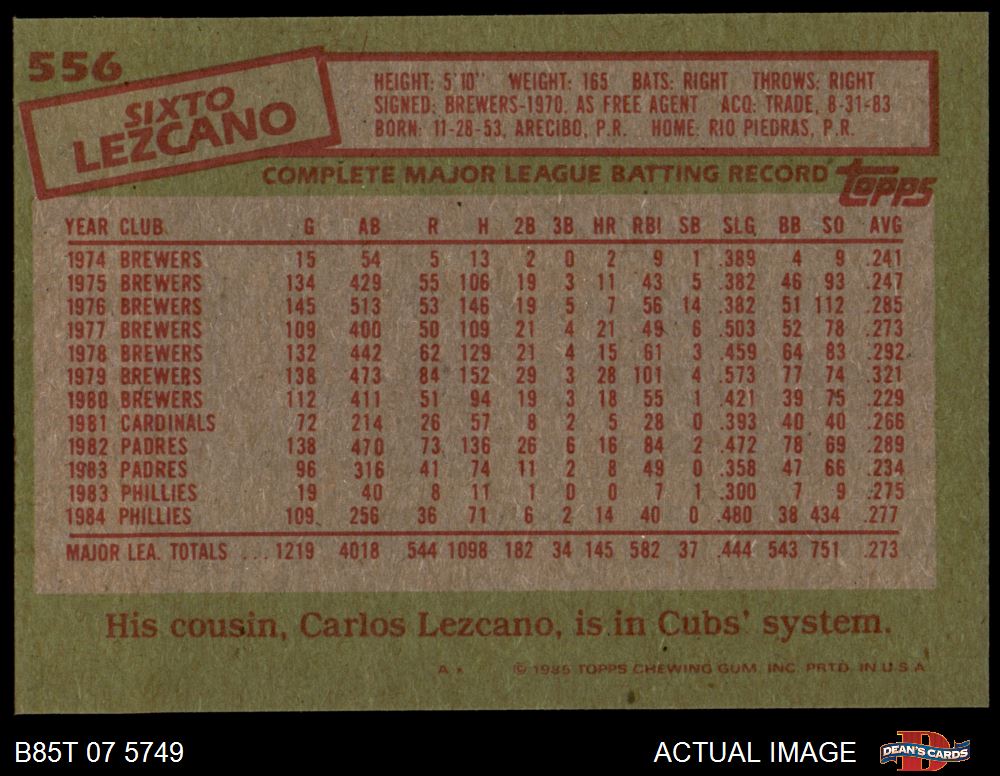 556
SIXTO
LEZCANO
HEIGHT: 5'10" WEIGHT: 165 BATS: RIGHT THROWS: RIGHT
SIGNED: BREWERS-1970. AS FREE AGENT ACQ: TRADE, 8-31-83
BORN: 11-28-53, ARECIBO, P.R. HOME: RIO PIEDRAS, P.R.
COMPLETE MAJOR LEAGUE BATTING RECORD topps
YEAR CLUB G AB R H 2B 3B HR RBI SB SLG BB SO AVG
1974 BREWERS 15 54 5 13 2 0 2 9 1 .389 4 9 .241
1975 BREWERS 134 429 55 106 19 3 11 43 5 .382 46 93 .247
1976 BREWERS 145 513 53 146 19 5 7 56 14 .382 51 112 .285
1977 BREWERS 109 400 50 109 21 4 21 49 6 .503 52 78 .273
1978 BREWERS 132 442 62 129 21 4 15 61 3 .459 64 83 .292
1979 BREWERS 138 473 84 152 29 3 28 101 4 .573 77 74 .321
1980 BREWERS 112 411 51 94 19 3 18 55 1 .421 39 75 .229
1981 CARDINALS 72 214 26 57 8 2 5 28 0 .393 40 40 .266
1982 PADRES 138 470 73 136 26 6 16 84 2 .472 78 69 .289
1983 PADRES 96 316 41 74 11 2 8 49 0 .358 47 66 .234
1983 PHILLIES 19 40 8 11 1 0 0 7 1 .300 7 9 .275
1984 PHILLIES 109 256 36 71 6 2 14 40 0 .480 38 434 .277
MAJOR LEA. TOTALS ... 1219 4018 544 1098 182 34 145 582 37 .444 543 751 .273
His cousin, Carlos Lezcano, is in Cubs' system.
A * © 1985 TOPPS CHEWING GUM, INC. PRTD. IN U.S.A.
B85T 07 5749 ACTUAL IMAGE DEAN'S CARDS